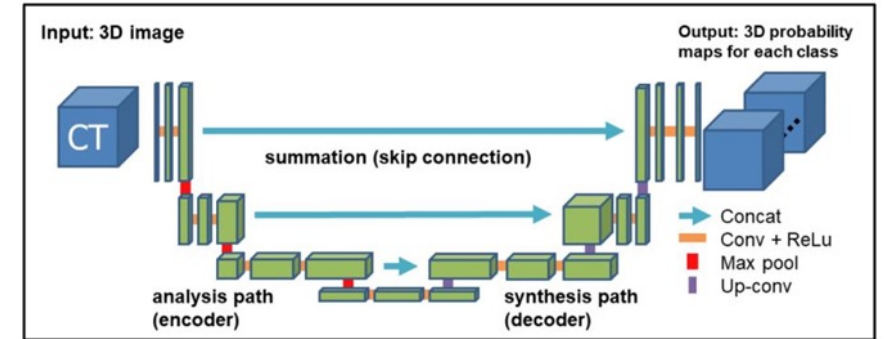 Input: 3D image
Output: 3D probability
maps for each class
CT
summation (skip connection)
Concat
Conv + ReLu
Max pool
Up-conv
analysis path
(encoder)
synthesis path
(decoder)